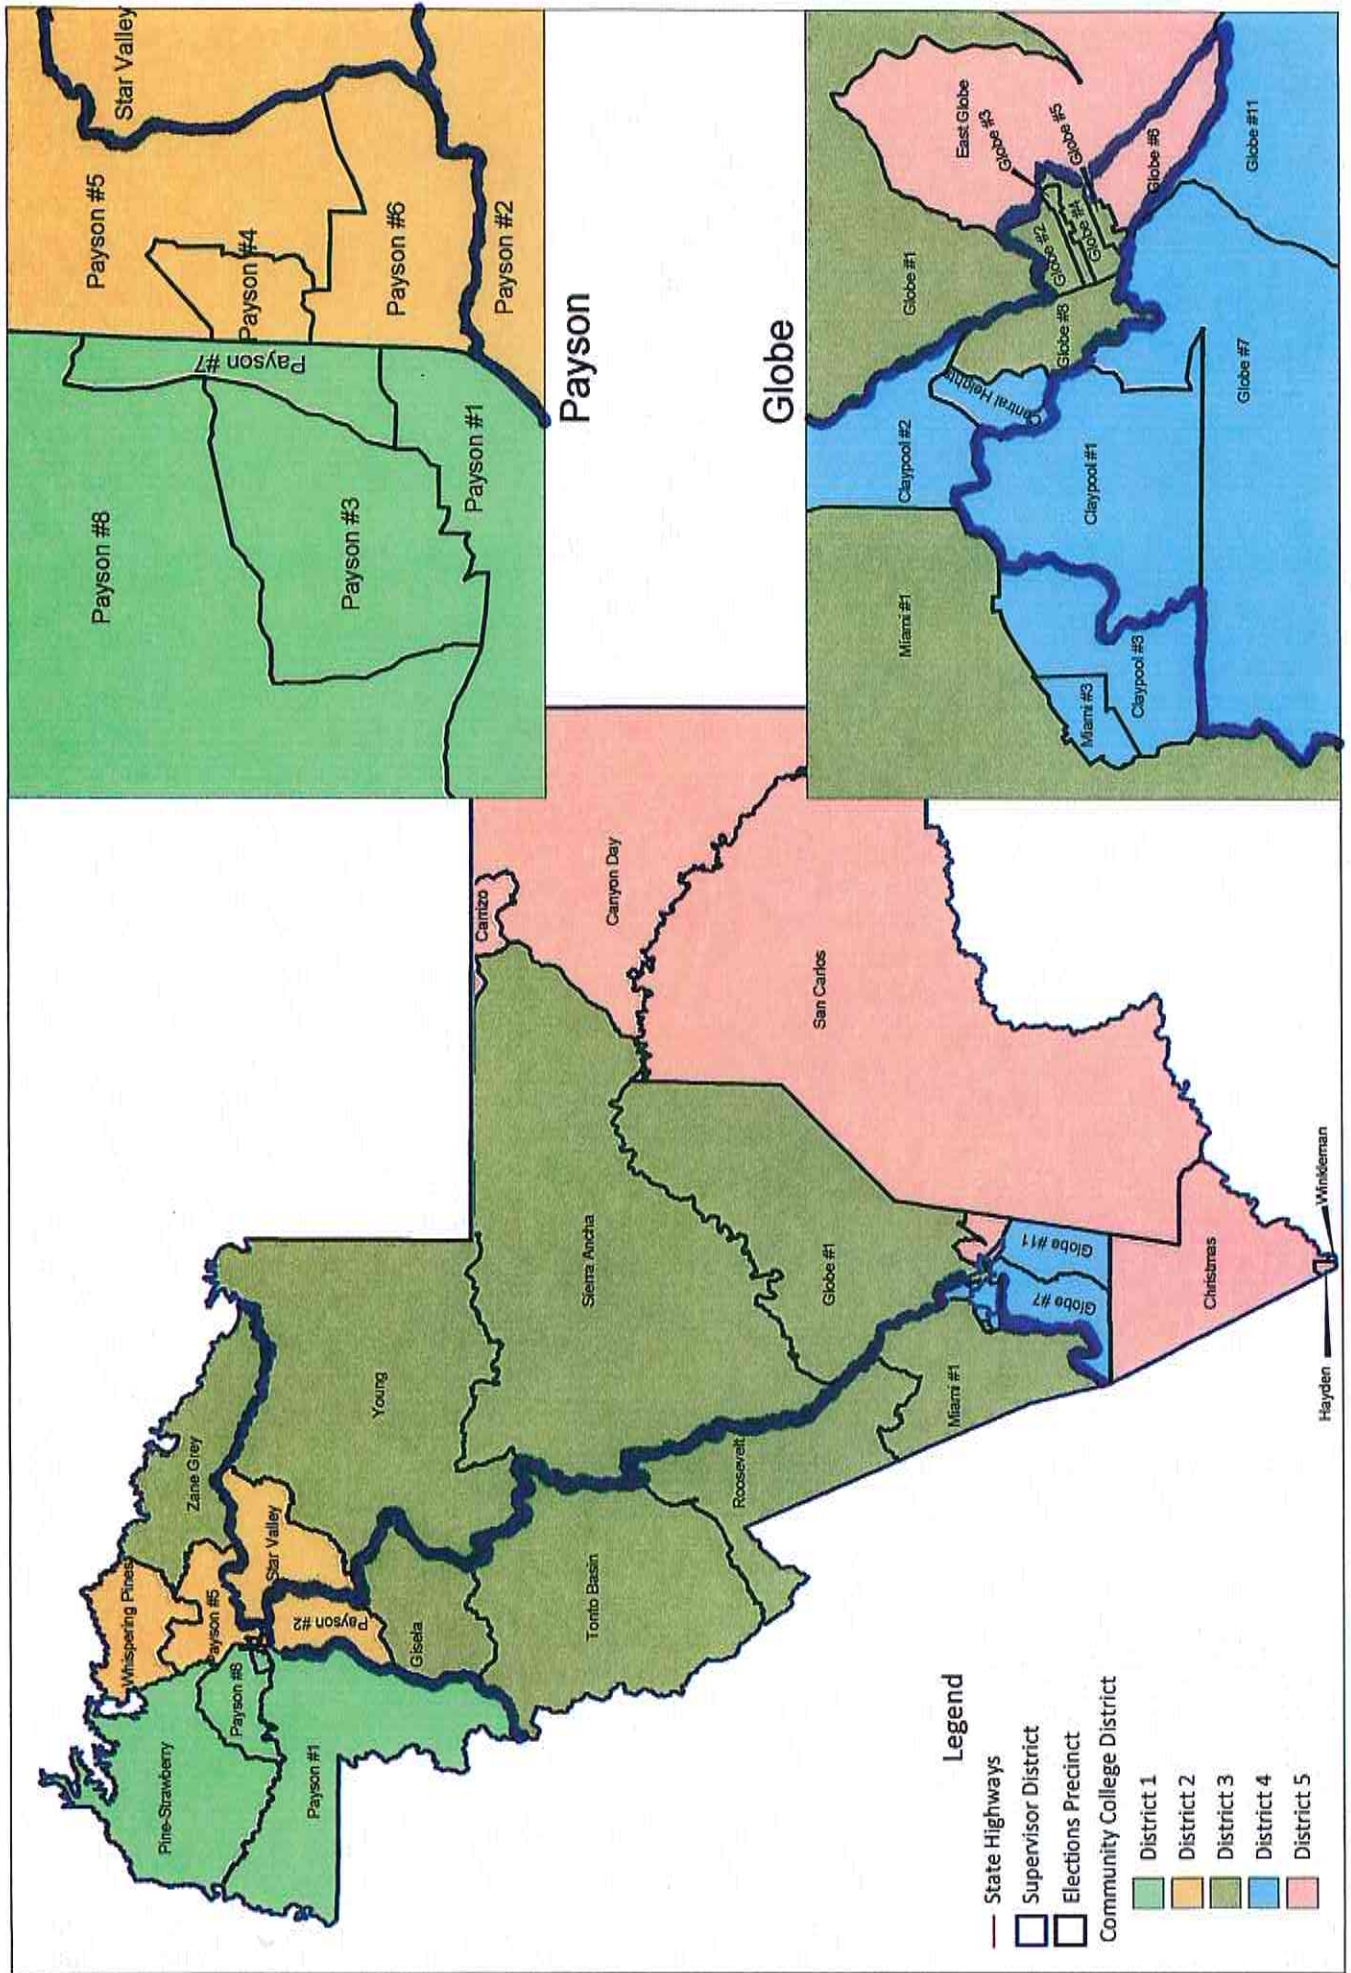 Payson #8
Payson #5
Star Valley
Payson #7
Payson #4
Payson #3
Payson #6
Payson #1
Payson #2
Payson
Globe
Miami #1
Claypool #2
Globe #1
East Globe
Globe #3
Central Heights
Globe #2
Globe #5
Globe #8
Globe #4
Miami #3
Claypool #1
Globe #6
Claypool #3
Globe #7
Globe #11
Pine-Strawberry
Whispering Pines
Zane Grey
Payson #8
Payson #5
Star Valley
Payson #1
Payson #2
Young
Gisela
Carrizo
Tonto Basin
Sierra Ancha
Canyon Day
Roosevelt
Globe #1
San Carlos
Miami #1
Globe #7
Globe #11
Christmas
Hayden
Winkleman
Legend
State Highways
Supervisor District
Elections Precinct
Community College District
District 1
District 2
District 3
District 4
District 5